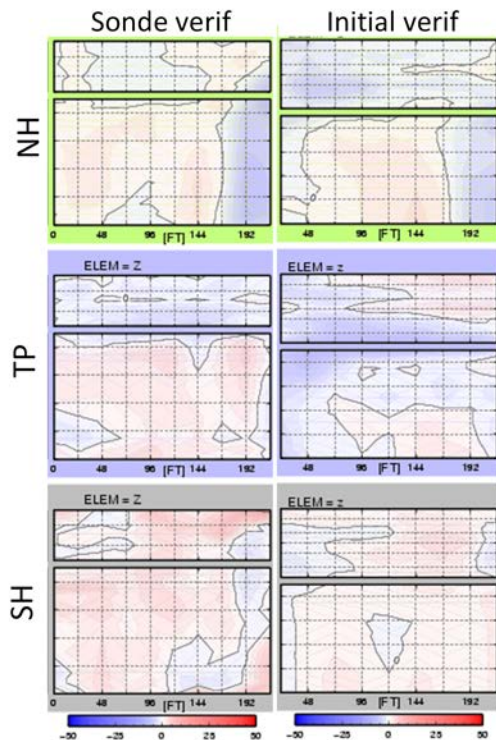 Sonde verif Initial verif
NH
0 48 96 144 192
[FT]
48 96 144 192
[FT]
TP
ELEM = Z
0 48 96 144 192
[FT]
ELEM = z
48 96 144 192
[FT]
SH
ELEM = Z
0 48 96 144 192
[FT]
ELEM = z
48 96 144 192
[FT]
−50 −25 0 25 50
−50 −25 0 25 50